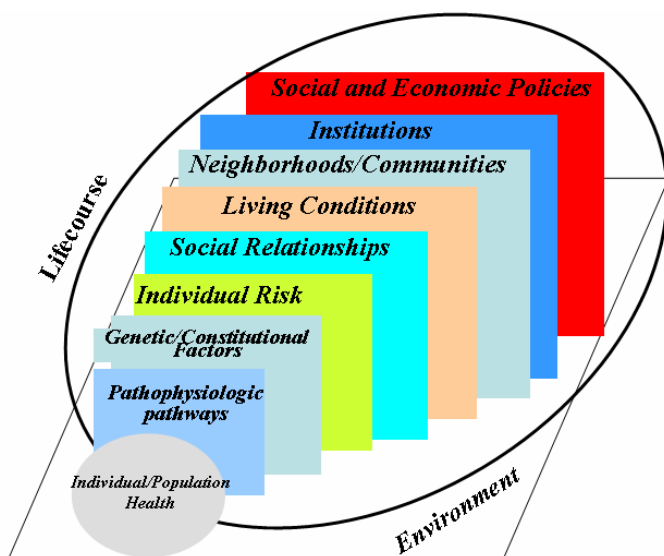 Social and Economic Policies
Institutions
Neighborhoods/Communities
Living Conditions
Social Relationships
Individual Risk
Genetic/Constitutional
Factors
Pathophysiologic
pathways
Individual/Population
Health
Lifecourse
Environment